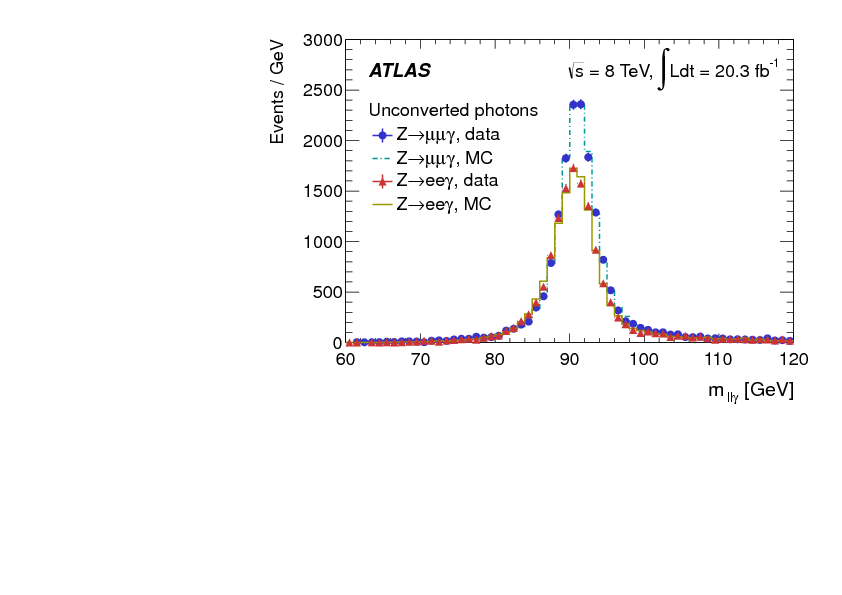 3000
2500
2000
1500
1000
500
0
Events / GeV
ATLAS
√s = 8 TeV, ∫Ldt = 20.3 fb⁻¹
Unconverted photons
Z→μμγ, data
Z→μμγ, MC
Z→eeγ, data
Z→eeγ, MC
60 70 80 90 100 110 120
m_llγ [GeV]